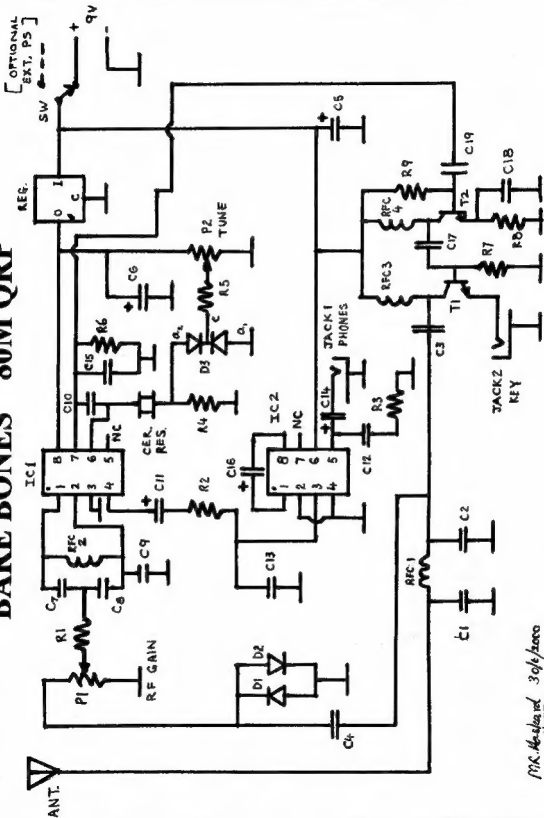 BARE BONES 80M QRP
[OPTIONAL
EXT. PS]
SW
+ 9V
-
REG.
O I
C
IC1
1 8
2 7
3 6
4 5
NC
C7
C8
RFC
2
C9
R1
P1
RF GAIN
C10
C15
R6
CER.
RES.
R4
a2
D3
a1
c
R5
+ C6
P2
TUNE
C11
+
R2
C13
C16
+
IC2
1 8
2 7
3 6
4 5
NC
JACK1
PHONES
C14
+
C12
R3
+ C5
C19
R9
RFC
4
RFC3
T2
C17
C18
R8
R7
T1
C3
JACK2
KEY
D1 D2
C4
RFC1
C1
C2
ANT.
30/6/2000